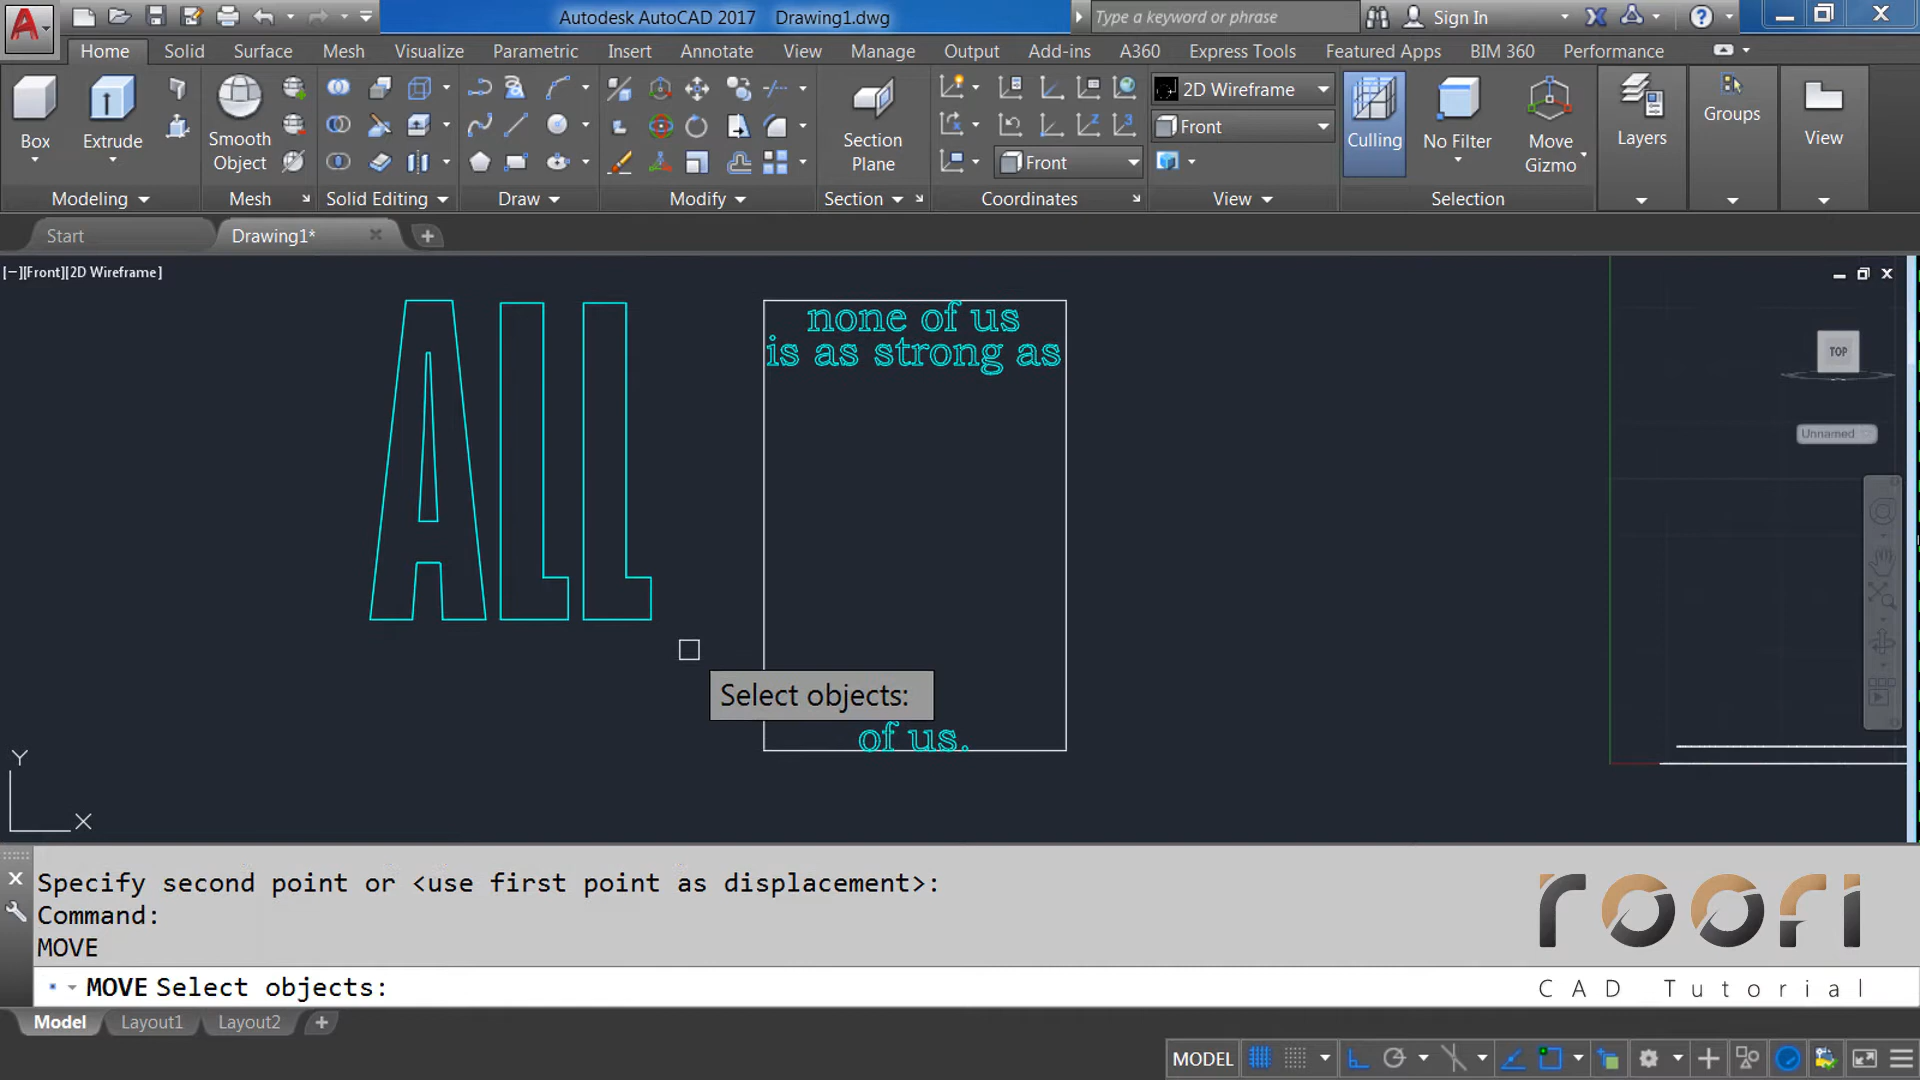 Autodesk AutoCAD 2017 Drawing1.dwg
Type a keyword or phrase
Sign In
Home Solid Surface Mesh Visualize Parametric Insert Annotate View Manage Output Add-ins A360 Express Tools Featured Apps BIM 360 Performance
Box
Extrude
Smooth Object
Section Plane
Front
2D Wireframe
Front
Culling
No Filter
Move Gizmo
Layers
Groups
View
Modeling Mesh Solid Editing Draw Modify Section Coordinates View Selection
Start Drawing1*
[−][Front][2D Wireframe]
ALL
none of us
is as strong as
of us.
Select objects:
TOP
Unnamed
Y
X
Specify second point or <use first point as displacement>:
Command:
MOVE
MOVE Select objects:
roofi
CAD Tutorial
Model Layout1 Layout2
MODEL